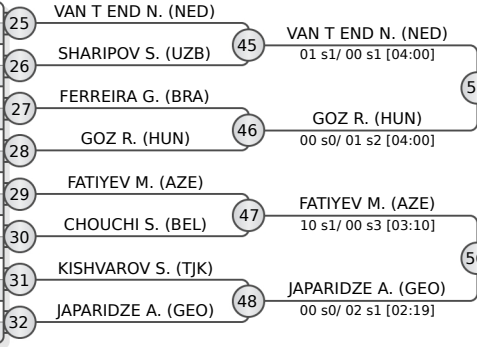 25
VAN T END N. (NED)
26
SHARIPOV S. (UZB)
45
VAN T END N. (NED)
01 s1/ 00 s1 [04:00]
27
FERREIRA G. (BRA)
28
GOZ R. (HUN)
46
GOZ R. (HUN)
00 s0/ 01 s2 [04:00]
29
FATIYEV M. (AZE)
30
CHOUCHI S. (BEL)
47
FATIYEV M. (AZE)
10 s1/ 00 s3 [03:10]
31
KISHVAROV S. (TJK)
32
JAPARIDZE A. (GEO)
48
JAPARIDZE A. (GEO)
00 s0/ 02 s1 [02:19]